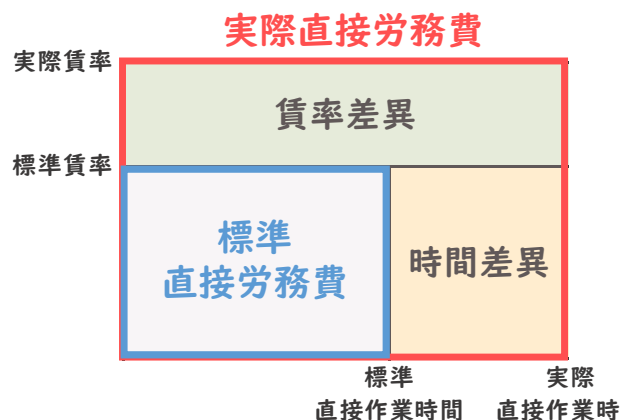 実際直接労務費
実際賃率
賃率差異
標準賃率
標準
直接労務費
時間差異
標準
直接作業時間
実際
直接作業時